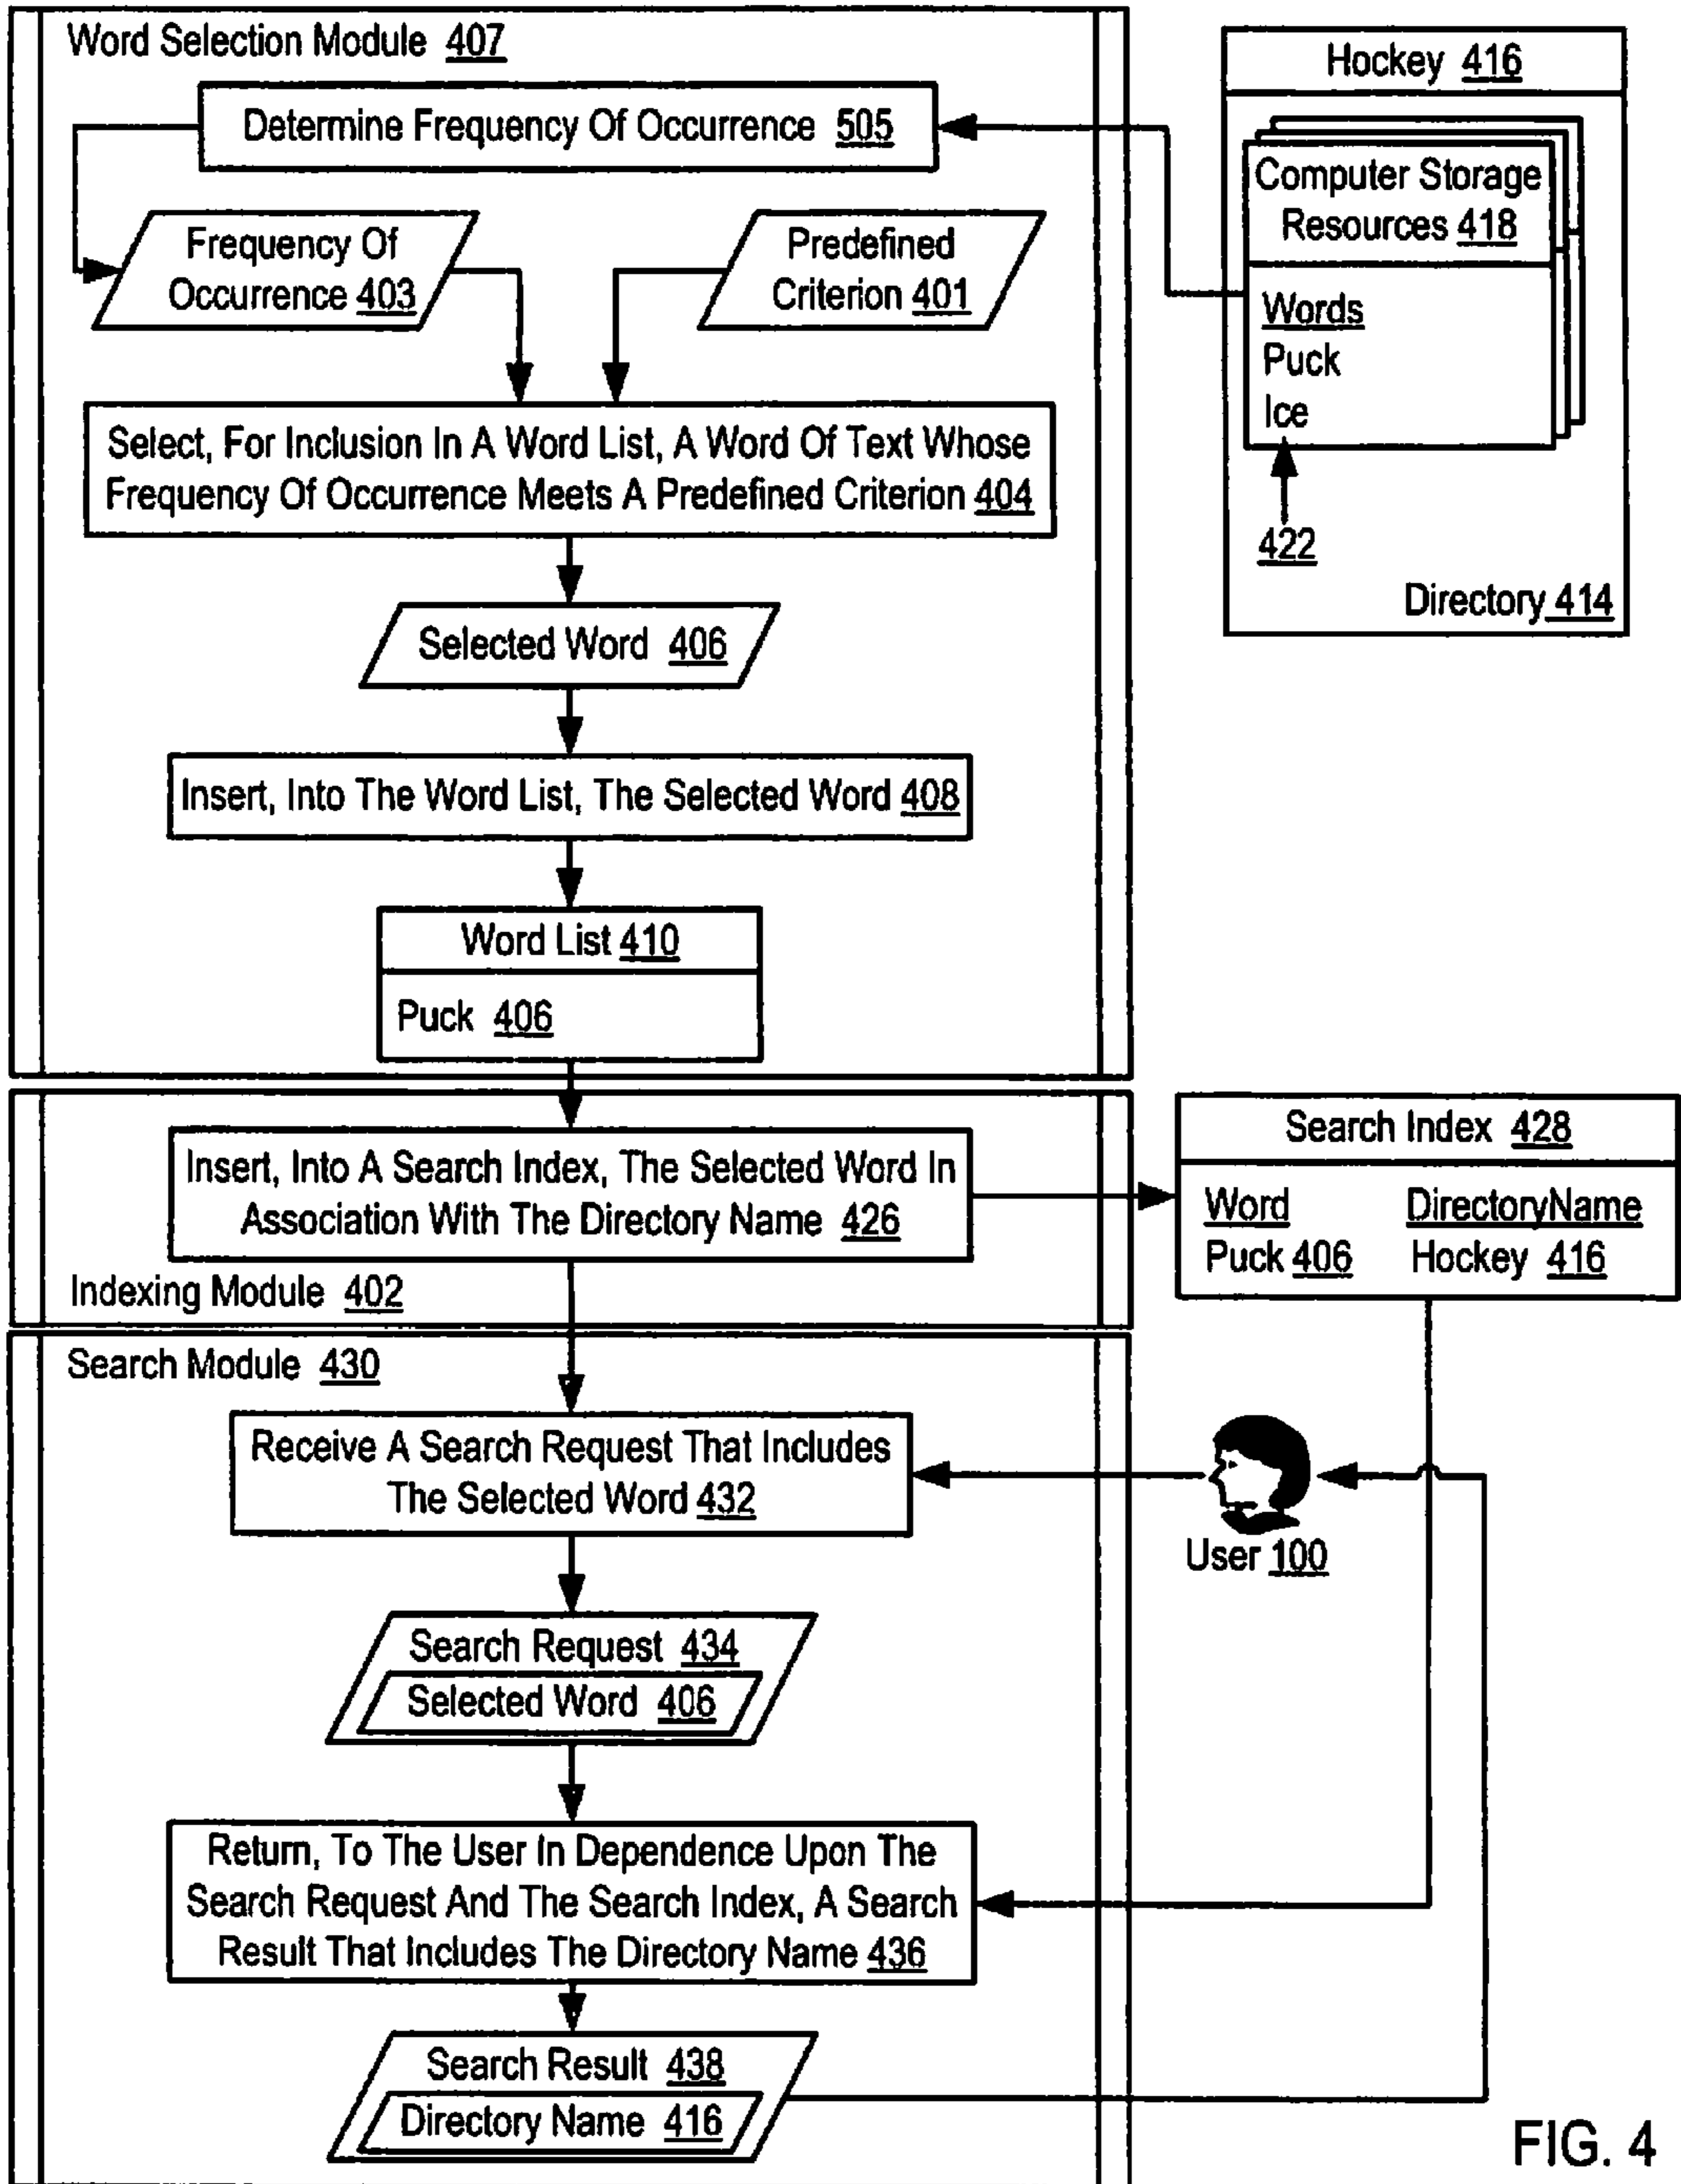 Word Selection Module 407
Determine Frequency Of Occurrence 505
Frequency Of
Occurrence 403
Predefined
Criterion 401
Select, For Inclusion In A Word List, A Word Of Text Whose
Frequency Of Occurrence Meets A Predefined Criterion 404
Selected Word 406
Insert, Into The Word List, The Selected Word 408
Word List 410
Puck 406
Hockey 416
Computer Storage
Resources 418
Words
Puck
Ice
422
Directory 414
Insert, Into A Search Index, The Selected Word In
Association With The Directory Name 426
Indexing Module 402
Search Index 428
Word DirectoryName
Puck 406 Hockey 416
Search Module 430
Receive A Search Request That Includes
The Selected Word 432
User 100
Search Request 434
Selected Word 406
Return, To The User In Dependence Upon The
Search Request And The Search Index, A Search
Result That Includes The Directory Name 436
Search Result 438
Directory Name 416
FIG. 4